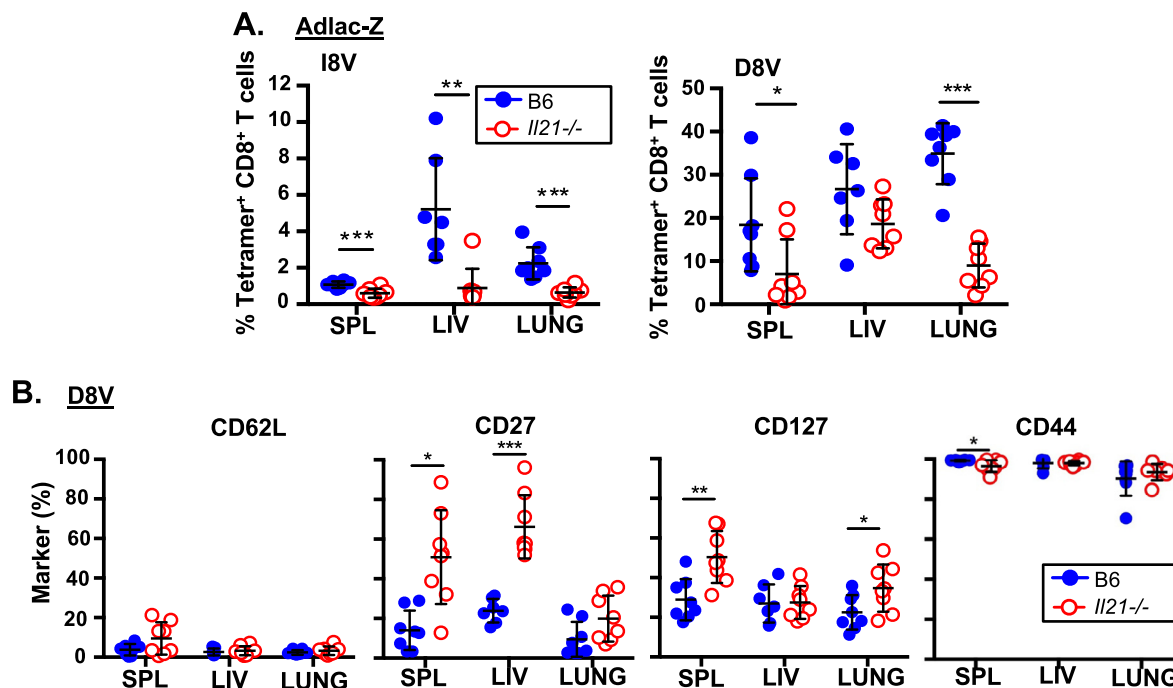 A. Adlac-Z
% Tetramer⁺ CD8⁺ T cells
I8V
12
10
8
6
4
2
0
**
***
***
B6
Il21-/-
SPL LIV LUNG
% Tetramer⁺ CD8⁺ T cells
D8V
50
40
30
20
10
0
*
***
SPL LIV LUNG
B. D8V
Marker (%)
100
80
60
40
20
0
CD62L
SPL LIV LUNG
CD27
*
***
SPL LIV LUNG
CD127
**
*
SPL LIV LUNG
CD44
*
B6
Il21-/-
SPL LIV LUNG